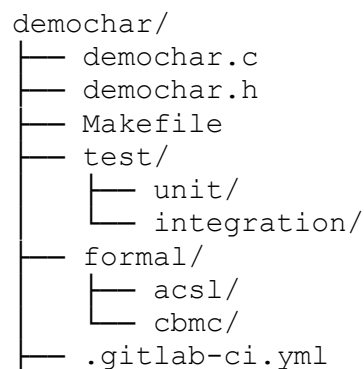 demochar/
├── demochar.c
├── demochar.h
├── Makefile
├── test/
│   ├── unit/
│   └── integration/
├── formal/
│   ├── acsl/
│   └── cbmc/
├── .gitlab-ci.yml